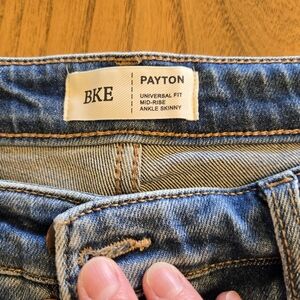 BKE
PAYTON
UNIVERSAL FIT
MID-RISE
ANKLE SKINNY